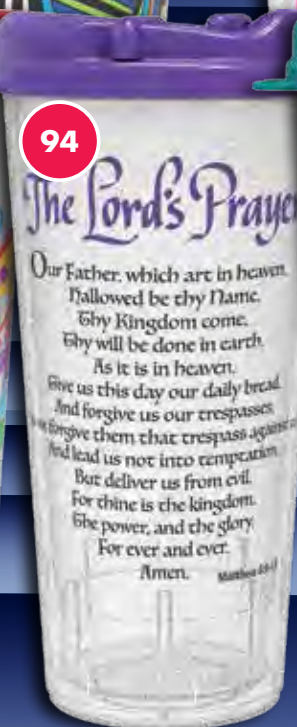 94
The Lord's Prayer
Our Father, which art in heaven,
Hallowed be thy Name.
Thy Kingdom come.
Thy will be done in earth,
As it is in heaven.
Give us this day our daily bread.
And forgive us our trespasses,
forgive them that trespass against
And lead us not into temptation,
But deliver us from evil.
For thine is the kingdom,
The power, and the glory,
For ever and ever.
Amen.
Matthew